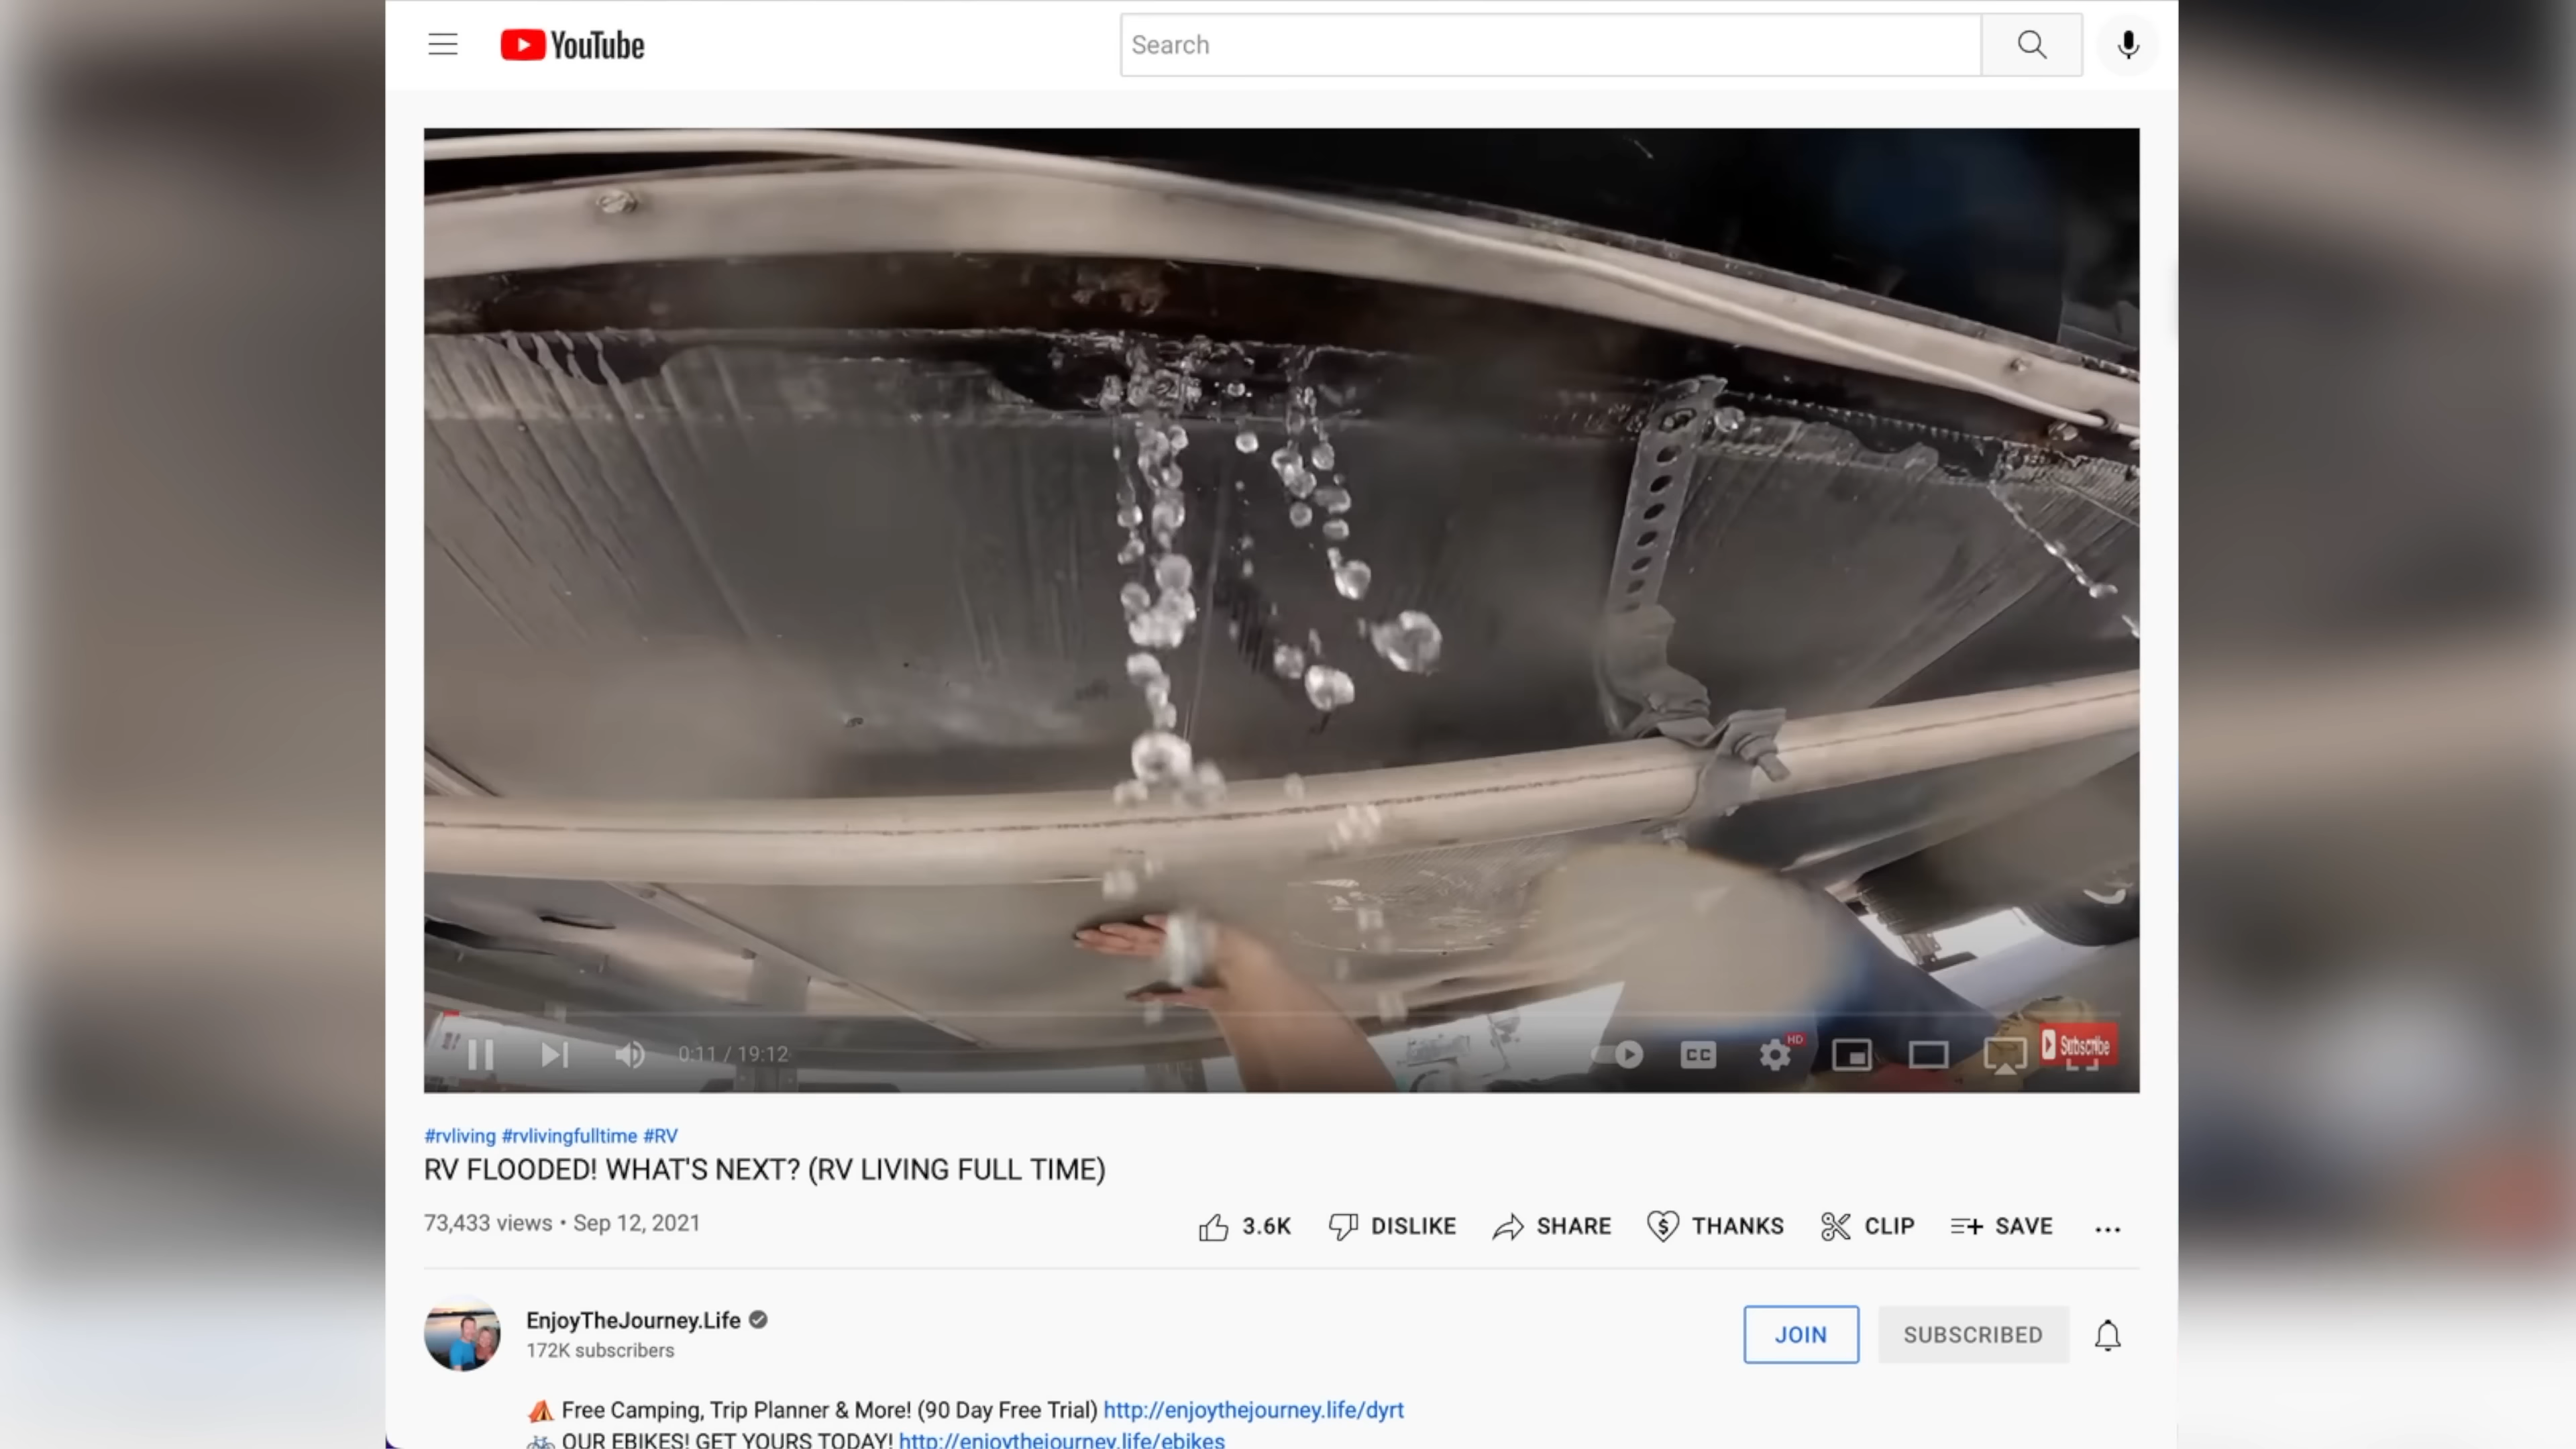 YouTube
Search
0:11 / 19:12
CC
HD
Subscribe
#rvliving #rvlivingfulltime #RV
RV FLOODED! WHAT'S NEXT? (RV LIVING FULL TIME)
73,433 views • Sep 12, 2021
3.6K DISLIKE SHARE THANKS CLIP SAVE
EnjoyTheJourney.Life
172K subscribers
JOIN SUBSCRIBED
Free Camping, Trip Planner & More! (90 Day Free Trial) http://enjoythejourney.life/dyrt
OUR EBIKES! GET YOURS TODAY! http://enjoythejourney.life/ebikes